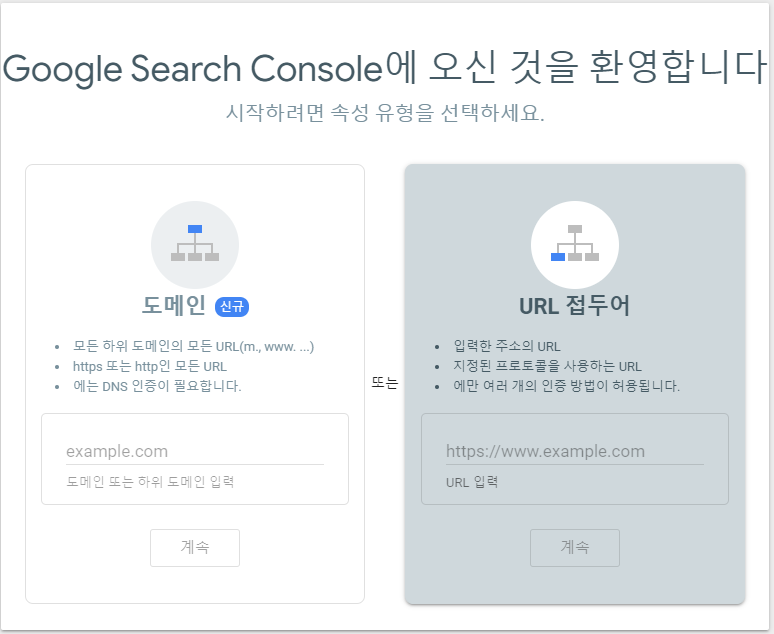 Google Search Console에 오신 것을 환영합니다
시작하려면 속성 유형을 선택하세요.
도메인 신규
모든 하위 도메인의 모든 URL(m., www. ...)
https 또는 http인 모든 URL
에는 DNS 인증이 필요합니다.
example.com
도메인 또는 하위 도메인 입력
계속
또는
URL 접두어
입력한 주소의 URL
지정된 프로토콜을 사용하는 URL
에만 여러 개의 인증 방법이 허용됩니다.
https://www.example.com
URL 입력
계속